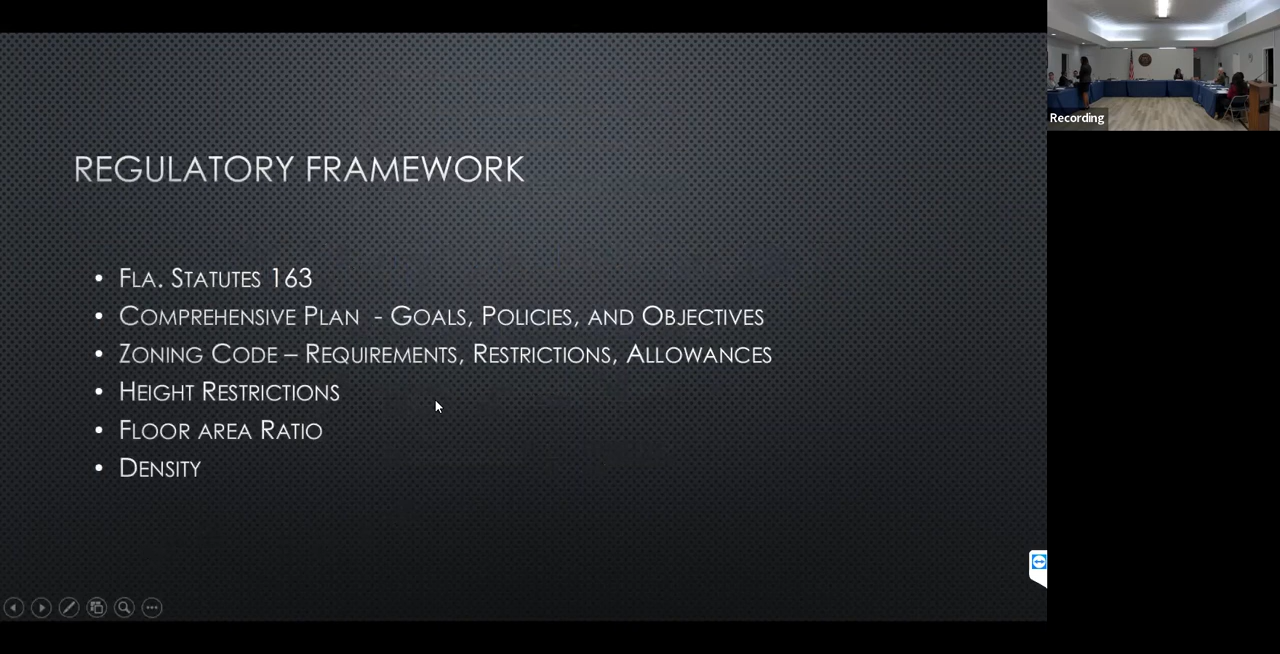 REGULATORY FRAMEWORK
• FLA. STATUTES 163
• COMPREHENSIVE PLAN - GOALS, POLICIES, AND OBJECTIVES
• ZONING CODE – REQUIREMENTS, RESTRICTIONS, ALLOWANCES
• HEIGHT RESTRICTIONS
• FLOOR AREA RATIO
• DENSITY
Recording